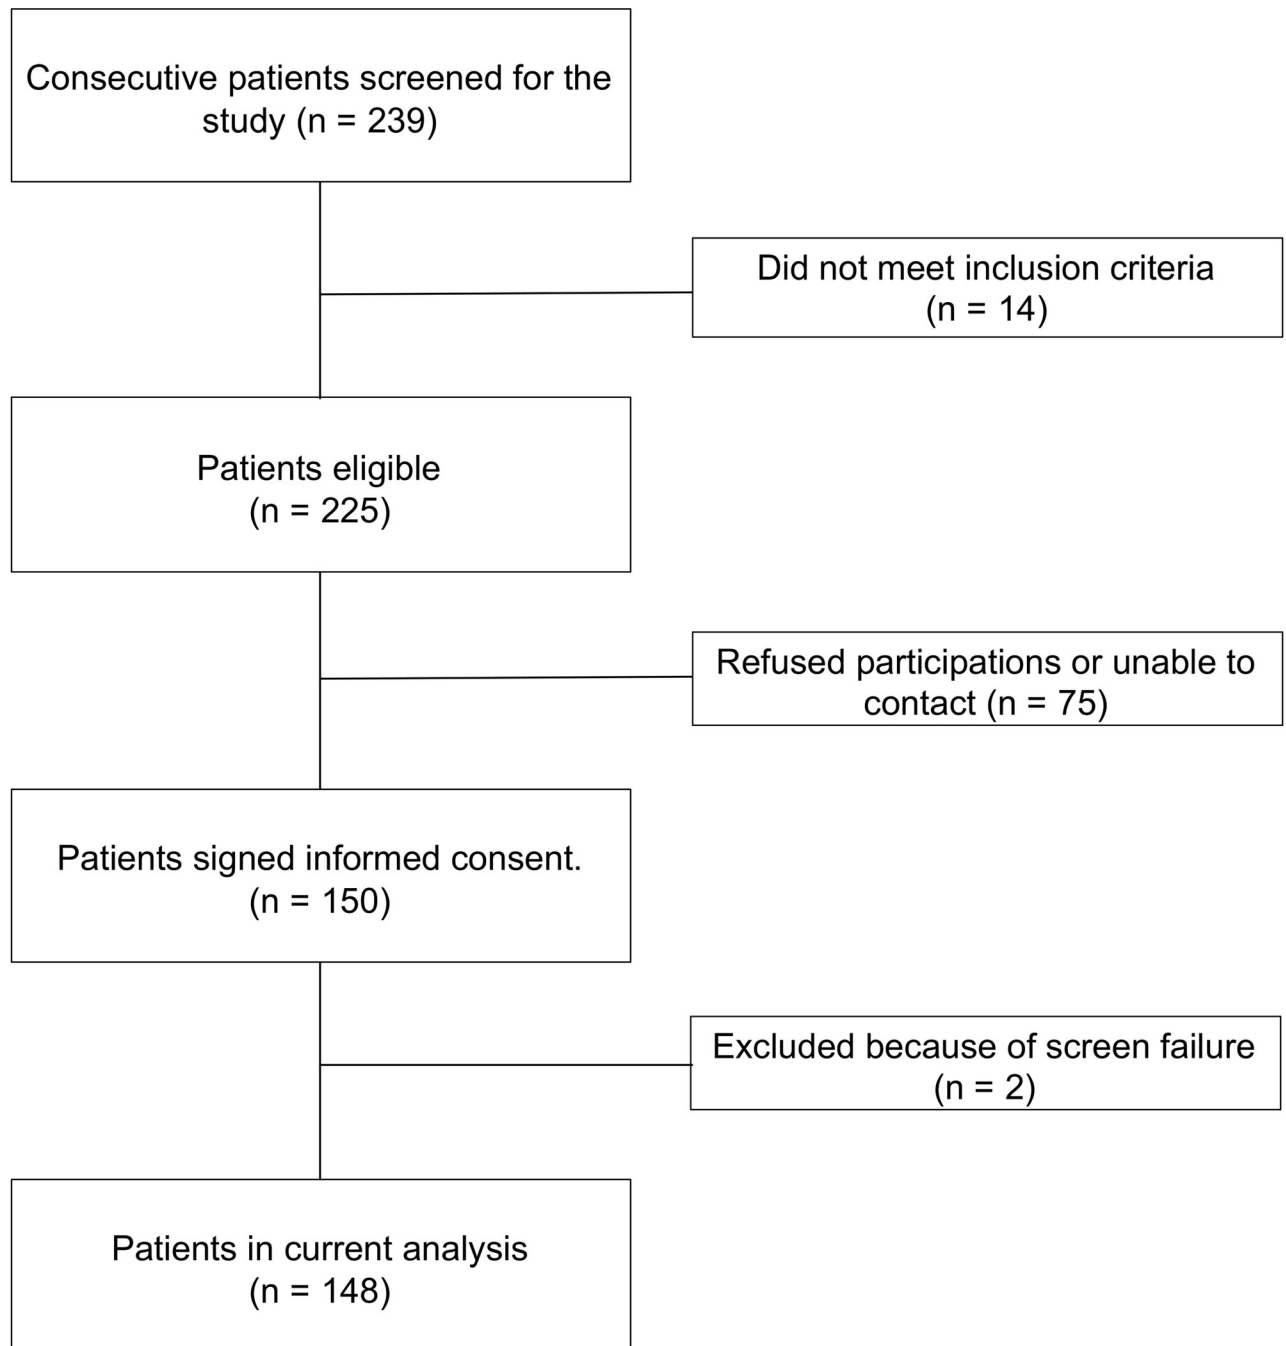 Consecutive patients screened for the
study (n = 239)
Did not meet inclusion criteria
(n = 14)
Patients eligible
(n = 225)
Refused participations or unable to
contact (n = 75)
Patients signed informed consent.
(n = 150)
Excluded because of screen failure
(n = 2)
Patients in current analysis
(n = 148)